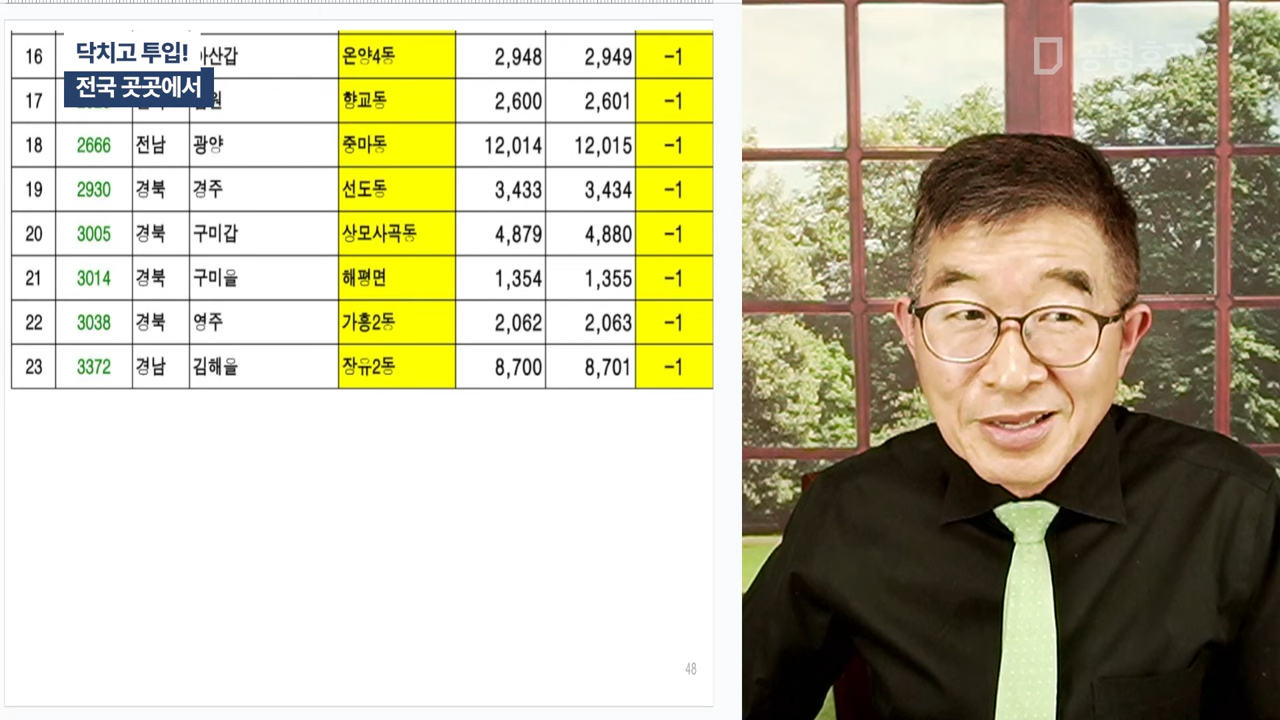 닥치고 투입!
전국 곳곳에서
16 아산갑 온양4동 2,948 2,949 -1
17 향교동 2,600 2,601 -1
18 2666 전남 광양 중마동 12,014 12,015 -1
19 2930 경북 경주 선도동 3,433 3,434 -1
20 3005 경북 구미갑 상모사곡동 4,879 4,880 -1
21 3014 경북 구미을 해평면 1,354 1,355 -1
22 3038 경북 영주 가흥2동 2,062 2,063 -1
23 3372 경남 김해을 장유2동 8,700 8,701 -1
48